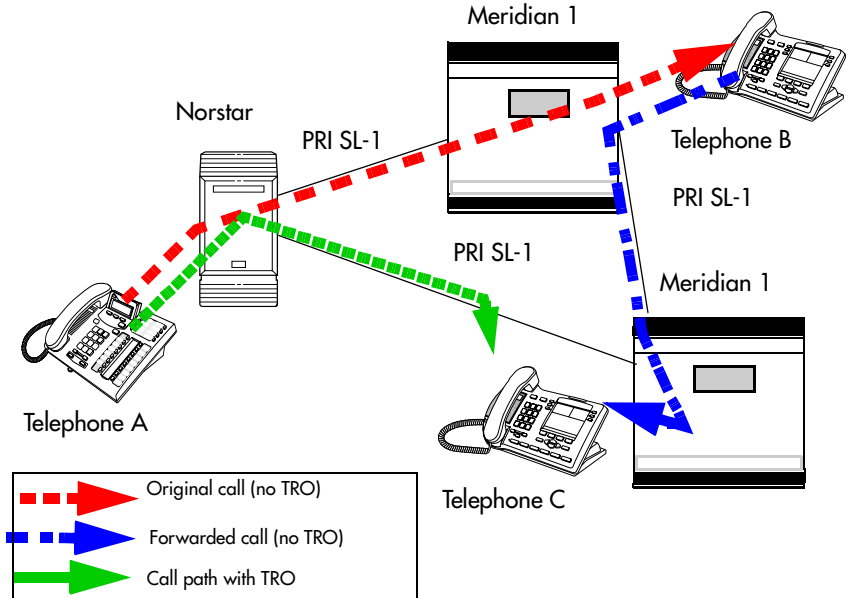 Meridian 1
Norstar
PRI SL-1
Telephone B
PRI SL-1
PRI SL-1
Meridian 1
Telephone A
Telephone C
Original call (no TRO)
Forwarded call (no TRO)
Call path with TRO